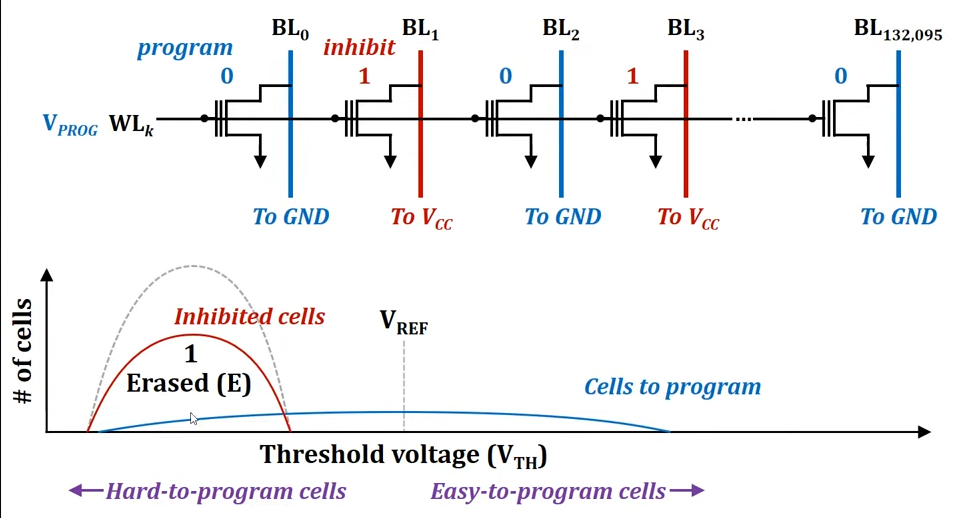 BL0 BL1 BL2 BL3 BL132,095
program inhibit
0 1 0 1 0
VPROG WLk ...
To GND To VCC To GND To VCC To GND
# of cells
Inhibited cells
VREF
1
Erased (E)
Cells to program
Threshold voltage (VTH)
Hard-to-program cells Easy-to-program cells